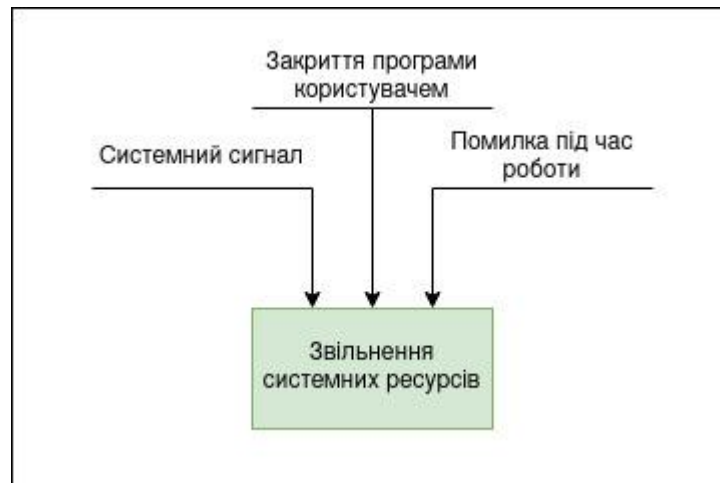 Закриття програми
користувачем
Системний сигнал
Помилка під час
роботи
Звільнення
системних ресурсів